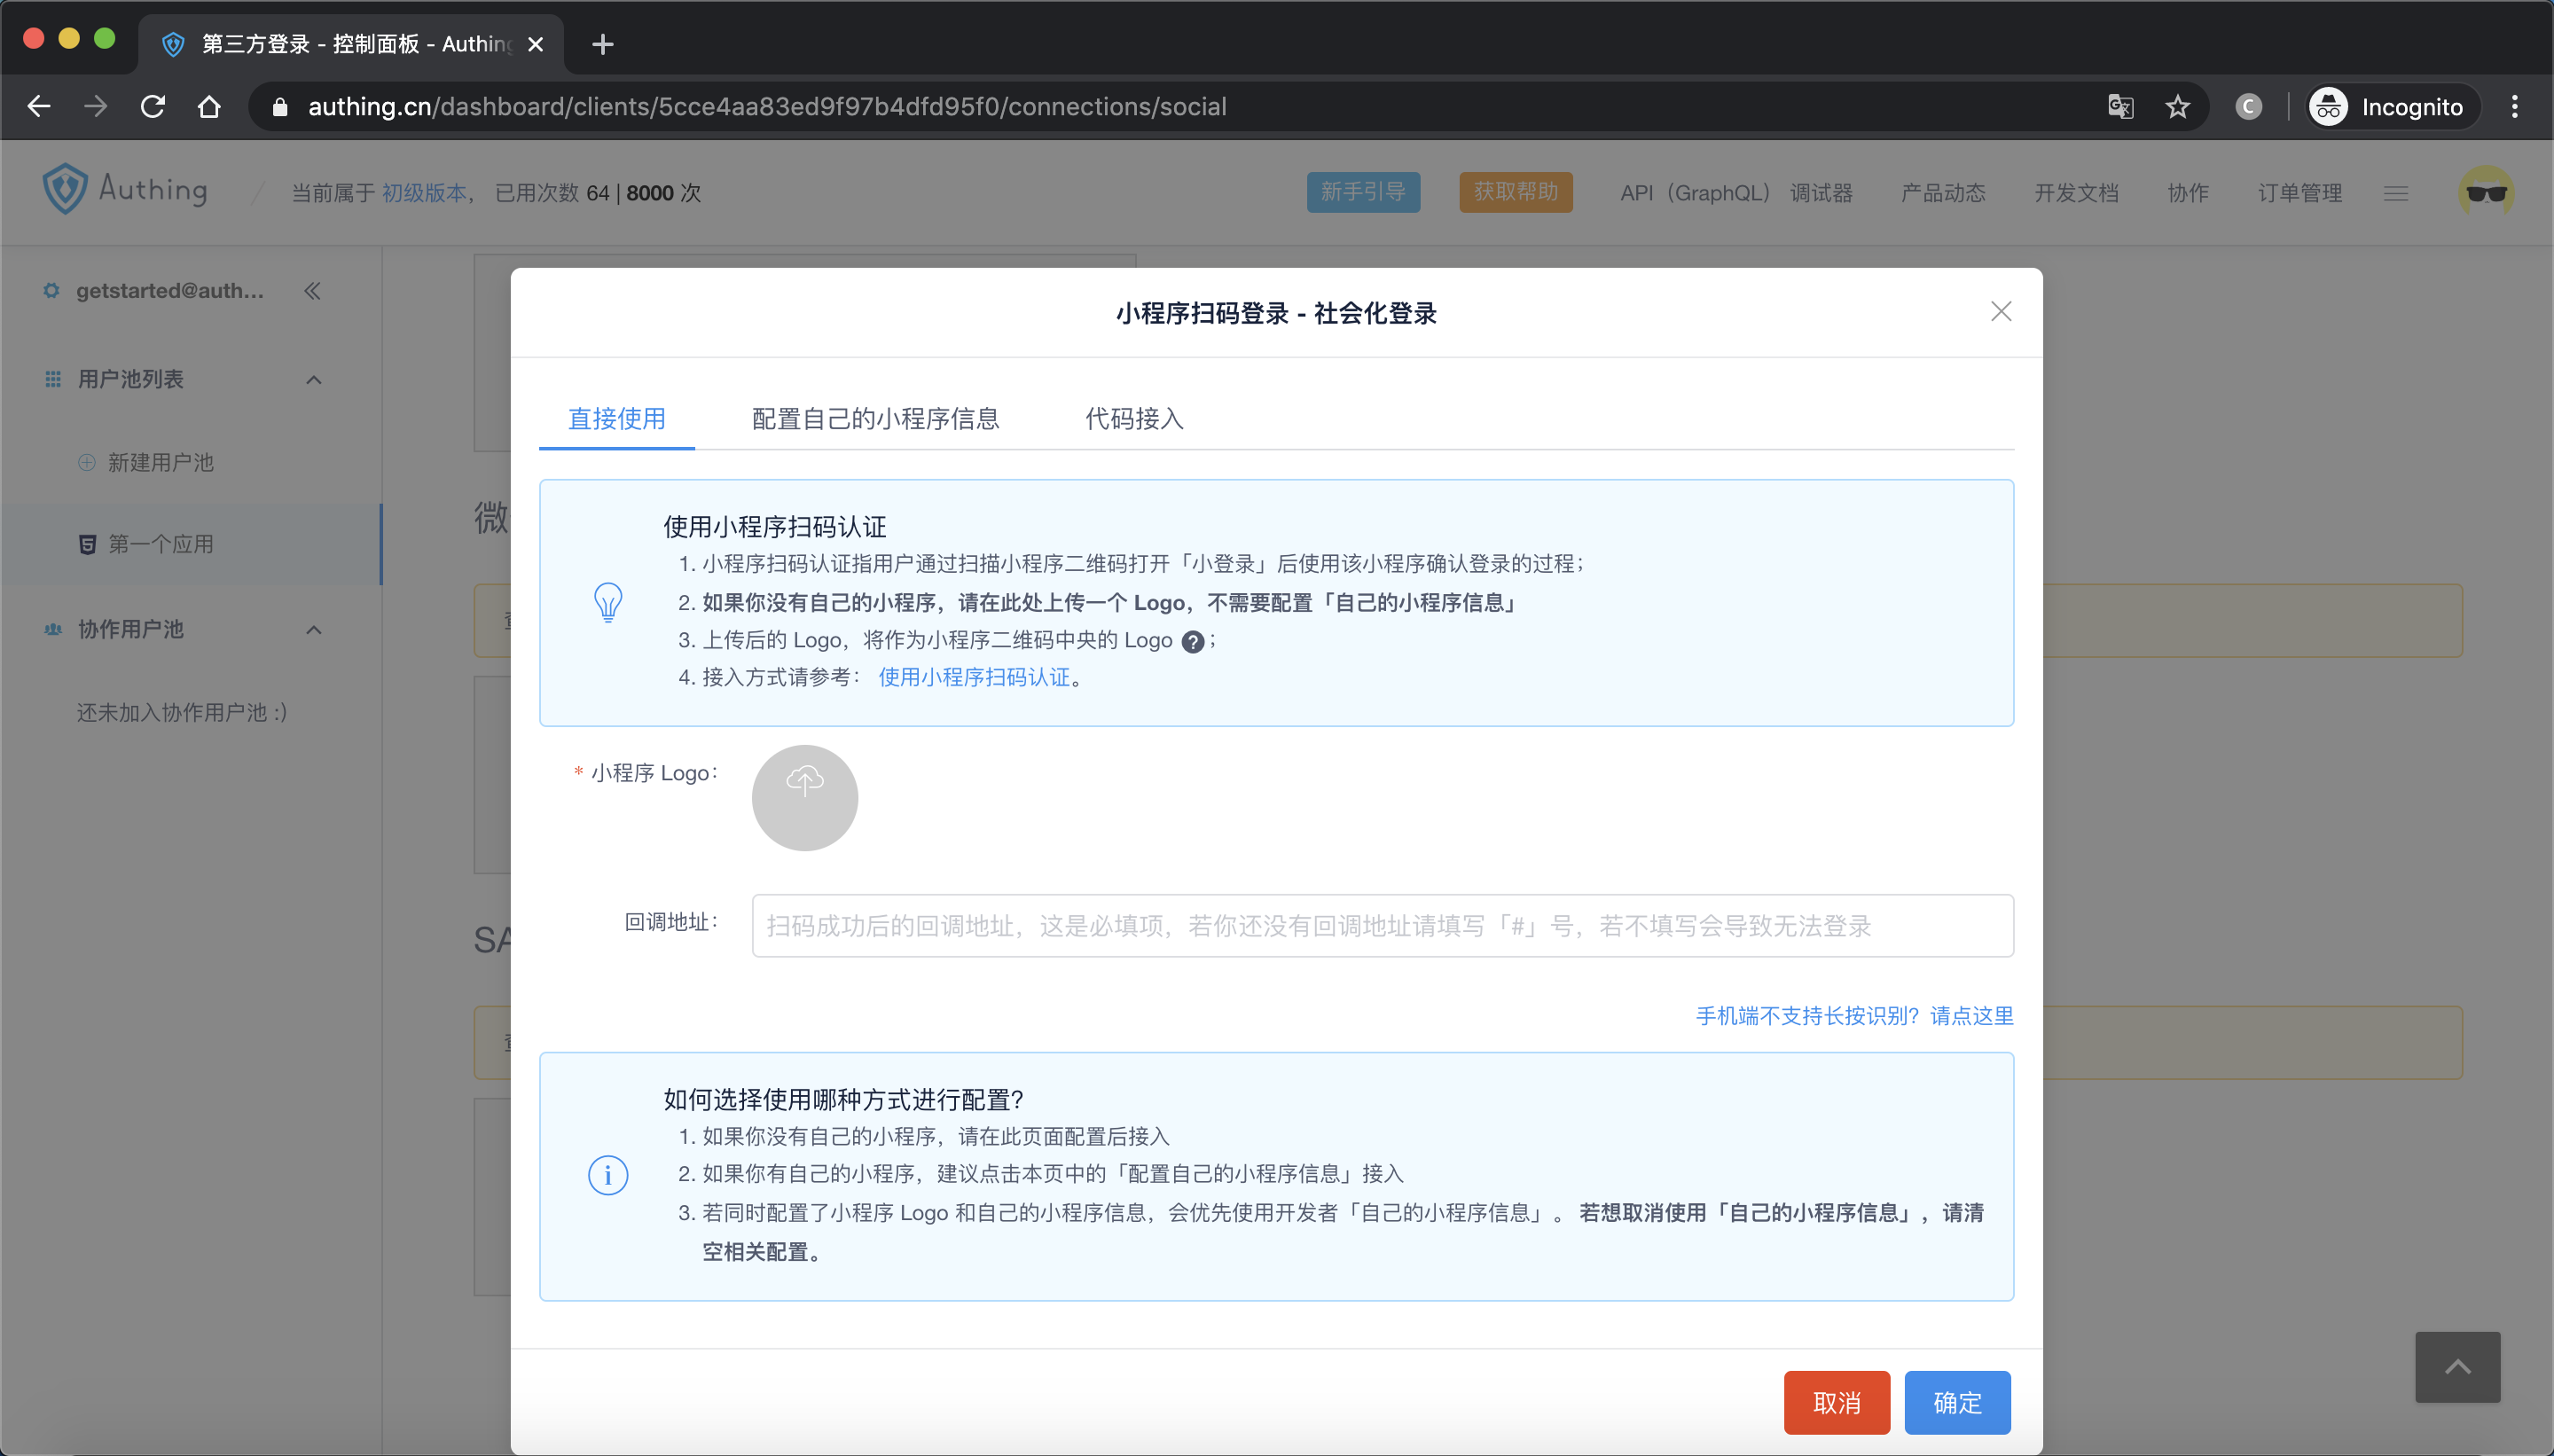 第三方登录 - 控制面板 - Authing
authing.cn/dashboard/clients/5cce4aa83ed9f97b4dfd95f0/connections/social
Incognito
Authing
当前属于 初级版本， 已用次数 64 | 8000 次
新手引导
获取帮助
API（GraphQL） 调试器
产品动态
开发文档
协作
订单管理
getstarted@auth...
用户池列表
新建用户池
第一个应用
协作用户池
还未加入协作用户池 :)
微
SA
小程序扫码登录 - 社会化登录
直接使用
配置自己的小程序信息
代码接入
使用小程序扫码认证
1. 小程序扫码认证指用户通过扫描小程序二维码打开「小登录」后使用该小程序确认登录的过程；
2. 如果你没有自己的小程序，请在此处上传一个 Logo，不需要配置「自己的小程序信息」
3. 上传后的 Logo，将作为小程序二维码中央的 Logo ?；
4. 接入方式请参考： 使用小程序扫码认证。
* 小程序 Logo：
回调地址：
扫码成功后的回调地址，这是必填项，若你还没有回调地址请填写「#」号，若不填写会导致无法登录
手机端不支持长按识别？请点这里
如何选择使用哪种方式进行配置？
1. 如果你没有自己的小程序，请在此页面配置后接入
2. 如果你有自己的小程序，建议点击本页中的「配置自己的小程序信息」接入
3. 若同时配置了小程序 Logo 和自己的小程序信息，会优先使用开发者「自己的小程序信息」。 若想取消使用「自己的小程序信息」，请清
空相关配置。
取消
确定